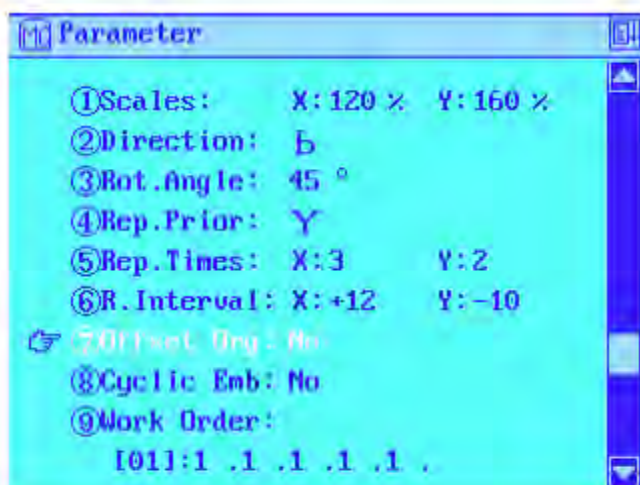 MC Parameter
①Scales: X:120 % Y:160 %
②Direction: Ъ
③Rot.Angle: 45 °
④Rep.Prior: Y
⑤Rep.Times: X:3 Y:2
⑥R.Interval: X:+12 Y:-10
⑦Offset Org: No
⑧Cyclic Emb: No
⑨Work Order:
[01]:1 .1 .1 .1 .1 .